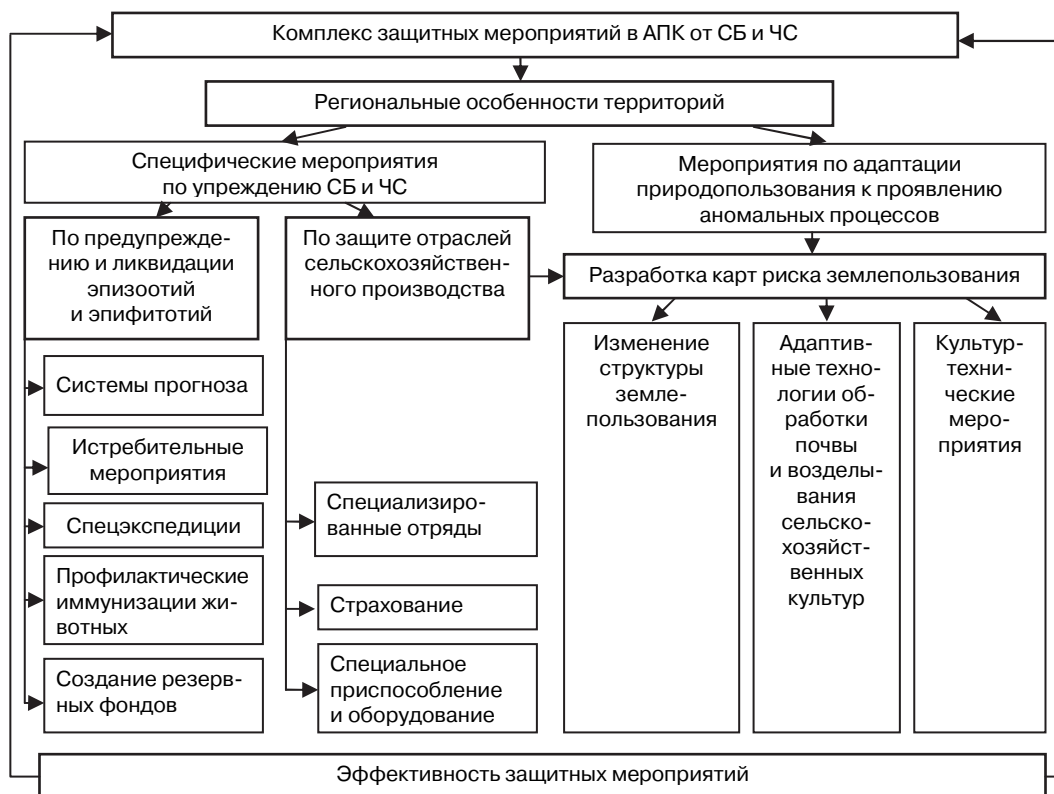 Комплекс защитных мероприятий в АПК от СБ и ЧС
Региональные особенности территорий
Специфические мероприятия
по упреждению СБ и ЧС
Мероприятия по адаптации
природопользования к проявлению
аномальных процессов
По предупрежде-
нию и ликвидации
эпизоотий
и эпифитотий
По защите отраслей
сельскохозяйствен-
ного производства
Разработка карт риска землепользования
Системы прогноза
Истребительные
мероприятия
Спецэкспедиции
Профилактические
иммунизации жи-
вотных
Создание резерв-
ных фондов
Специализиро-
ванные отряды
Страхование
Специальное
приспособление
и оборудование
Изменение
структуры
земле-
пользования
Адаптив-
ные техно-
логии об-
работки
почвы
и возделы-
вания
сельско-
хозяйст-
венных
культур
Культур-
техни-
ческие
меро-
приятия
Эффективность защитных мероприятий